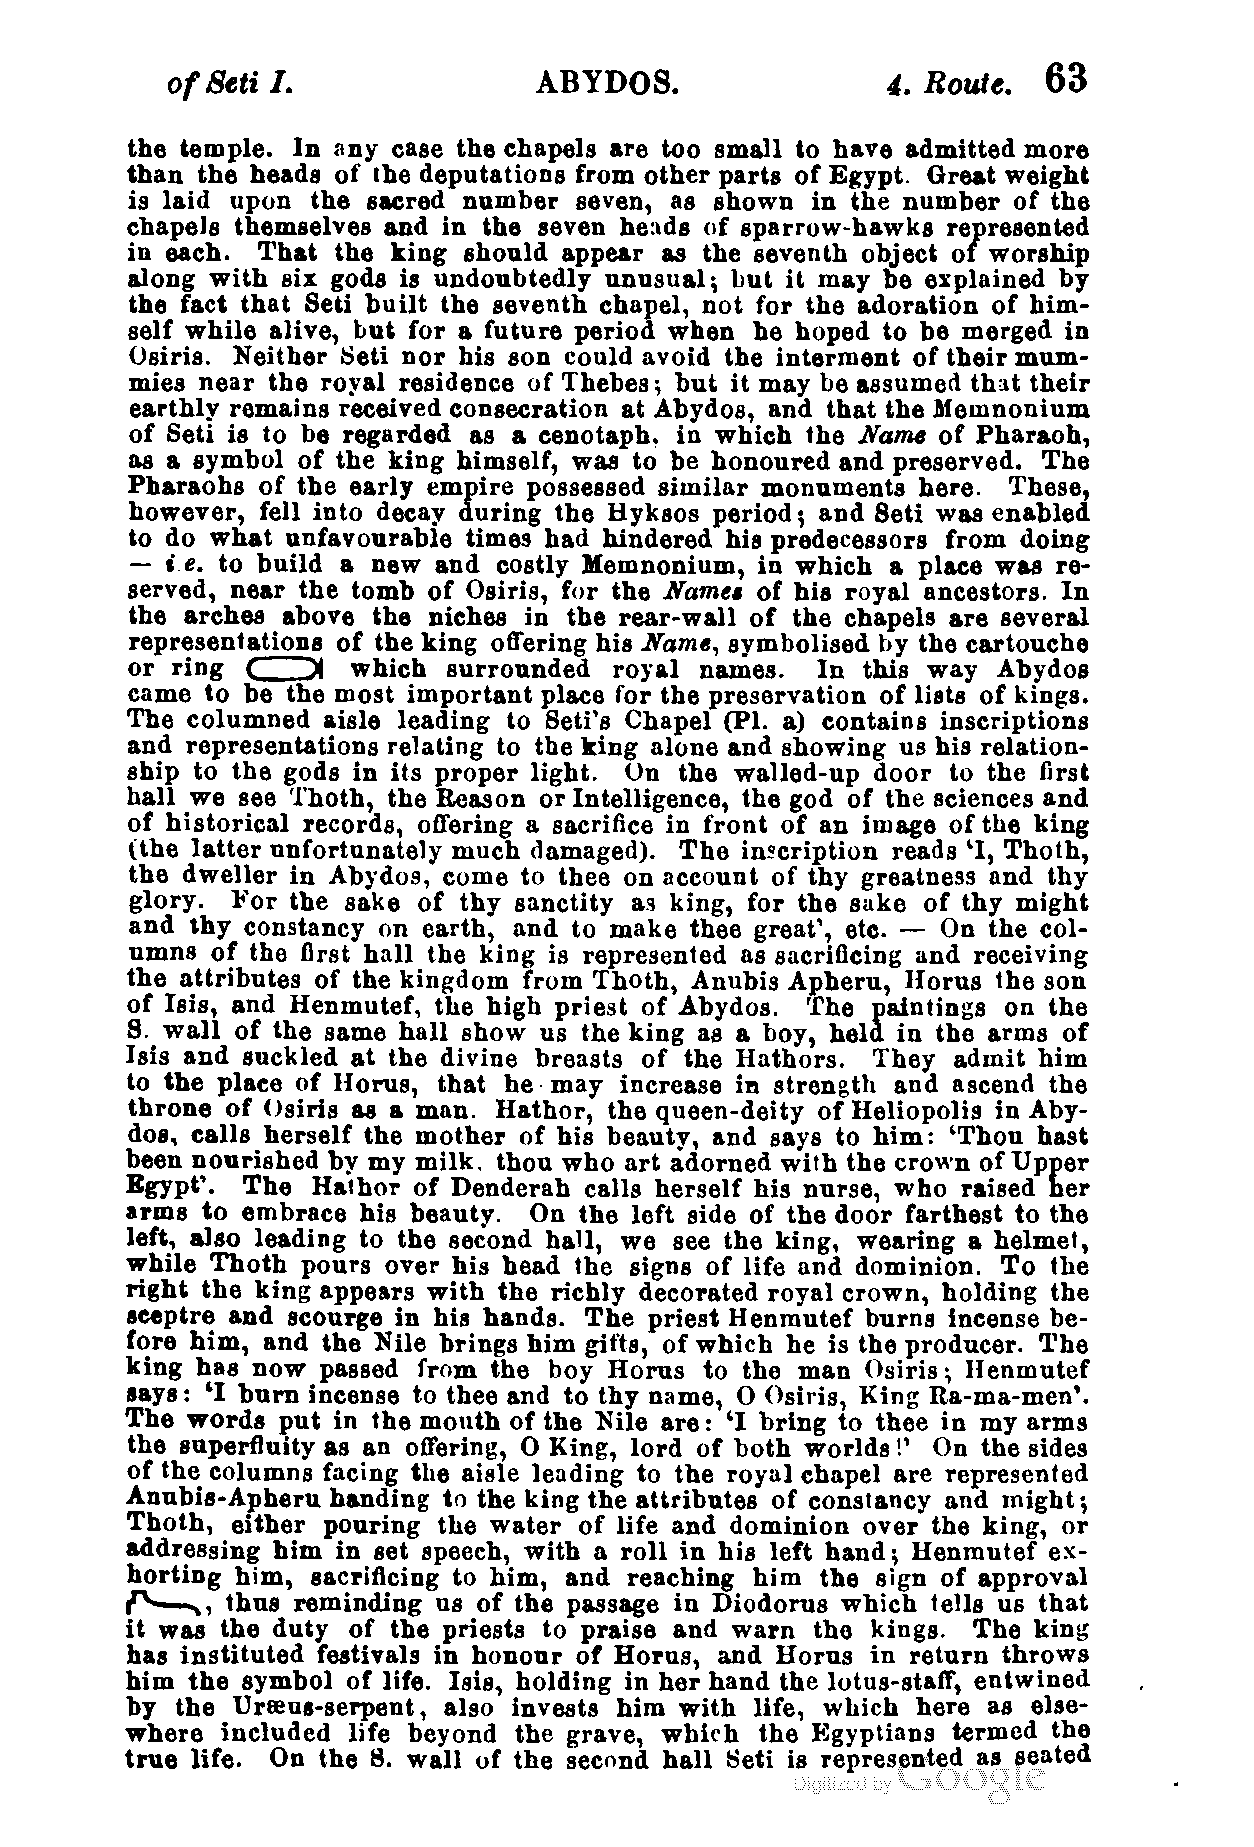 of Seti I. ABYDOS. 4. Route. 63
the temple. In any case the chapels are too small to have admitted more
than the heads of the deputations from other parts of Egypt. Great weight
is laid upon the sacred number seven, as shown in the number of the
chapels themselves and in the seven heads of sparrow-hawks represented
in each. That the king should appear as the seventh object of worship
along with six gods is undoubtedly unusual; but it may be explained by
the fact that Seti built the seventh chapel, not for the adoration of him-
self while alive, but for a future period when he hoped to be merged in
Osiris. Neither Seti nor his son could avoid the interment of their mum-
mies near the royal residence of Thebes; but it may be assumed that their
earthly remains received consecration at Abydos, and that the Memnonium
of Seti is to be regarded as a cenotaph, in which the Name of Pharaoh,
as a symbol of the king himself, was to be honoured and preserved. The
Pharaohs of the early empire possessed similar monuments here. These,
however, fell into decay during the Hyksos period; and Seti was enabled
to do what unfavourable times had hindered his predecessors from doing
— i.e. to build a new and costly Memnonium, in which a place was re-
served, near the tomb of Osiris, for the Names of his royal ancestors. In
the arches above the niches in the rear-wall of the chapels are several
representations of the king offering his Name, symbolised by the cartouche
or ring which surrounded royal names. In this way Abydos
came to be the most important place for the preservation of lists of kings.
The columned aisle leading to Seti's Chapel (Pl. a) contains inscriptions
and representations relating to the king alone and showing us his relation-
ship to the gods in its proper light. On the walled-up door to the first
hall we see Thoth, the Reason or Intelligence, the god of the sciences and
of historical records, offering a sacrifice in front of an image of the king
(the latter unfortunately much damaged). The inscription reads 'I, Thoth,
the dweller in Abydos, come to thee on account of thy greatness and thy
glory. For the sake of thy sanctity as king, for the sake of thy might
and thy constancy on earth, and to make thee great', etc. — On the col-
umns of the first hall the king is represented as sacrificing and receiving
the attributes of the kingdom from Thoth, Anubis Apheru, Horus the son
of Isis, and Henmutef, the high priest of Abydos. The paintings on the
S. wall of the same hall show us the king as a boy, held in the arms of
Isis and suckled at the divine breasts of the Hathors. They admit him
to the place of Horus, that he may increase in strength and ascend the
throne of Osiris as a man. Hathor, the queen-deity of Heliopolis in Aby-
dos, calls herself the mother of his beauty, and says to him: 'Thou hast
been nourished by my milk, thou who art adorned with the crown of Upper
Egypt'. The Hathor of Denderah calls herself his nurse, who raised her
arms to embrace his beauty. On the left side of the door farthest to the
left, also leading to the second hall, we see the king, wearing a helmet,
while Thoth pours over his head the signs of life and dominion. To the
right the king appears with the richly decorated royal crown, holding the
sceptre and scourge in his hands. The priest Henmutef burns incense be-
fore him, and the Nile brings him gifts, of which he is the producer. The
king has now passed from the boy Horus to the man Osiris; Henmutef
says: 'I burn incense to thee and to thy name, O Osiris, King Ra-ma-men'.
The words put in the mouth of the Nile are: 'I bring to thee in my arms
the superfluity as an offering, O King, lord of both worlds!' On the sides
of the columns facing the aisle leading to the royal chapel are represented
Anubis-Apheru handing to the king the attributes of constancy and might;
Thoth, either pouring the water of life and dominion over the king, or
addressing him in set speech, with a roll in his left hand; Henmutef ex-
horting him, sacrificing to him, and reaching him the sign of approval
, thus reminding us of the passage in Diodorus which tells us that
it was the duty of the priests to praise and warn the kings. The king
has instituted festivals in honour of Horus, and Horus in return throws
him the symbol of life. Isis, holding in her hand the lotus-staff, entwined
by the Uræus-serpent, also invests him with life, which here as else-
where included life beyond the grave, which the Egyptians termed the
true life. On the S. wall of the second hall Seti is represented as seated
Digitized by Google